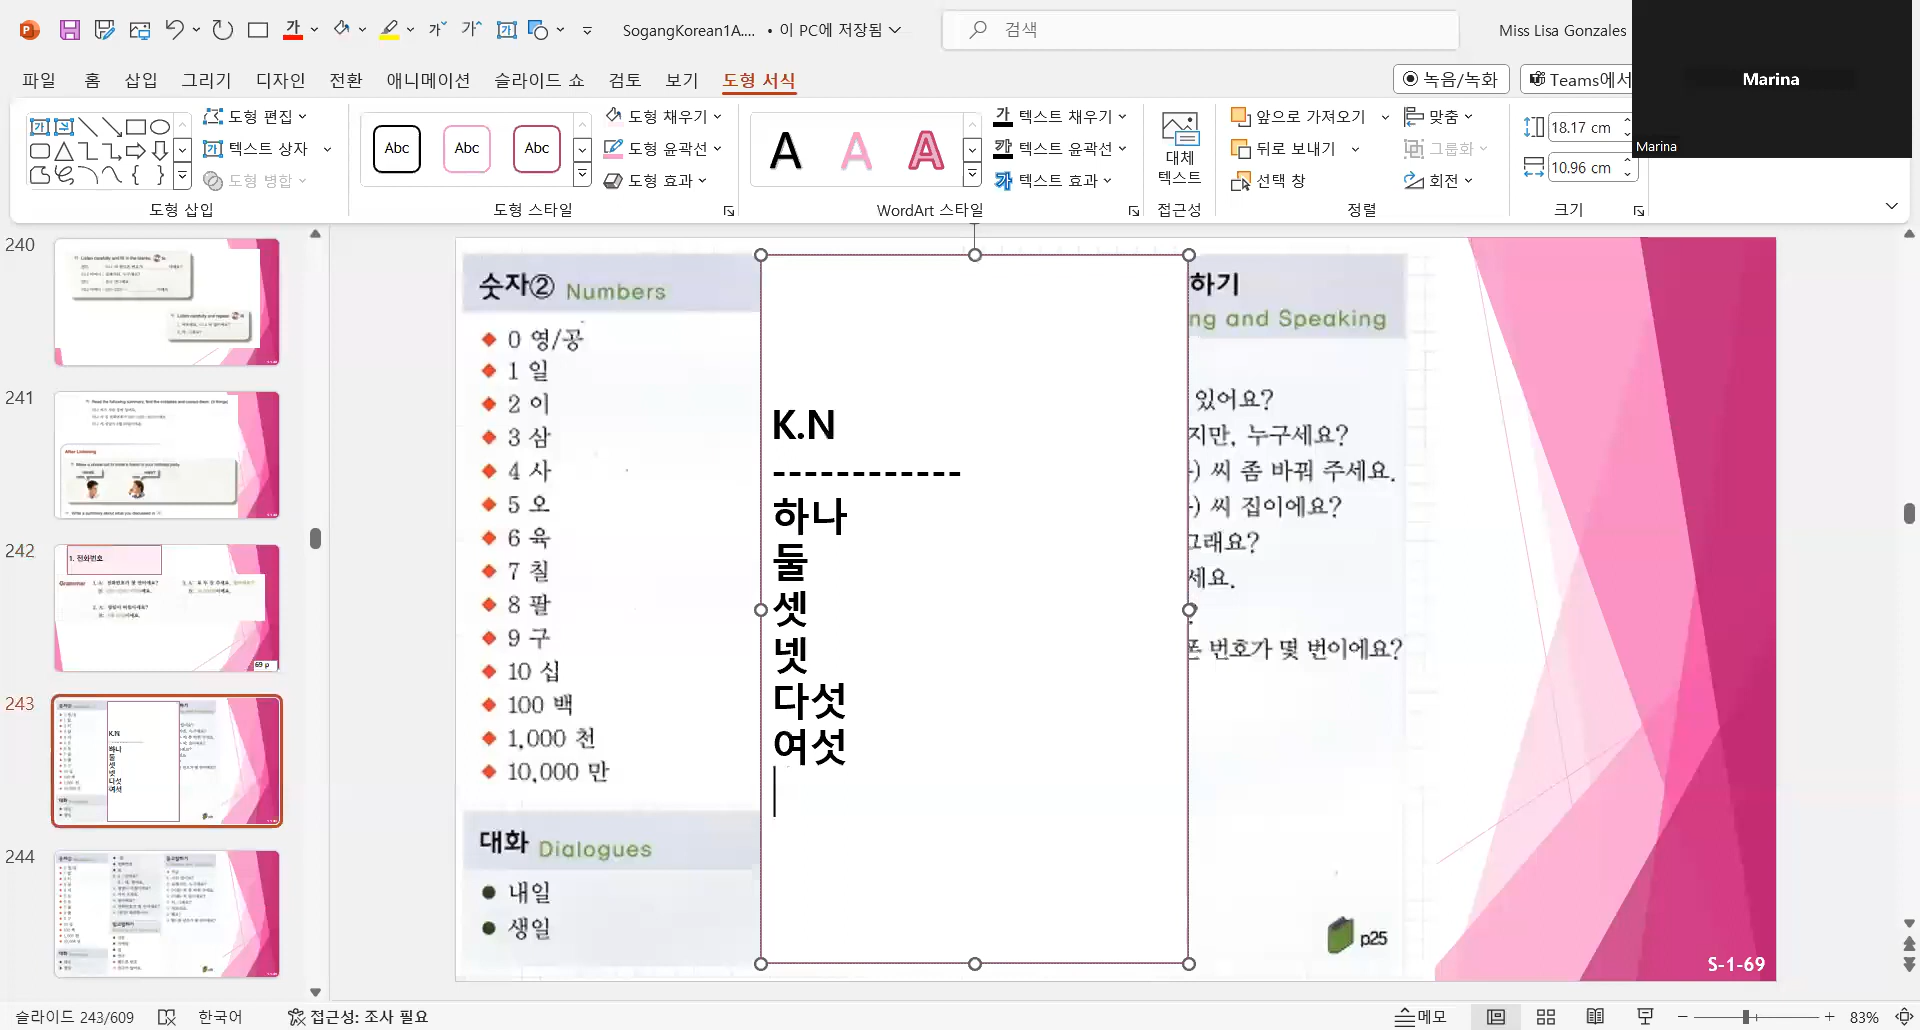 SogangKorean1A.... • 이 PC에 저장됨
검색
Miss Lisa Gonzales
파일 홈 삽입 그리기 디자인 전환 애니메이션 슬라이드 쇼 검토 보기 도형 서식
녹음/녹화
Teams에서
Marina
Marina
도형 편집
텍스트 상자
도형 병합
도형 삽입
Abc Abc Abc
도형 채우기
도형 윤곽선
도형 효과
도형 스타일
A A A
텍스트 채우기
텍스트 윤곽선
텍스트 효과
WordArt 스타일
대체
텍스트
접근성
앞으로 가져오기
뒤로 보내기
선택 창
맞춤
그룹화
회전
정렬
18.17 cm
10.96 cm
크기
240
241
After Listening
242
1. 전화번호
Grammar
69 p
243
244
숫자② Numbers
0 영/공
1 일
2 이
3 삼
4 사
5 오
6 육
7 칠
8 팔
9 구
10 십
100 백
1,000 천
10,000 만
대화 Dialogues
내일
생일
K.N
------------
하나
둘
셋
넷
다섯
여섯
하기
ng and Speaking
있어요?
지만, 누구세요?
) 씨 좀 바꿔 주세요.
) 씨 집이에요?
그래요?
세요.
?
폰 번호가 몇 번이에요?
p25
S-1-69
슬라이드 243/609
한국어
접근성: 조사 필요
메모
83%